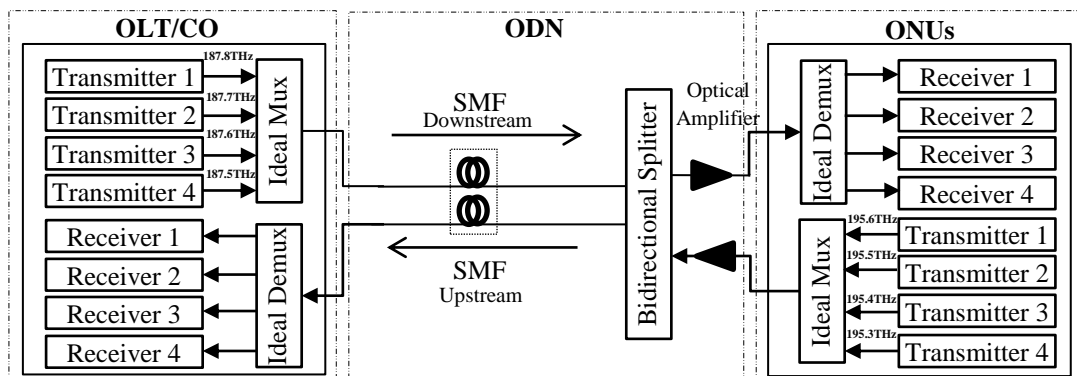 OLT/CO
ODN
ONUs
187.8THz
Transmitter 1
187.7THz
Transmitter 2
187.6THz
Transmitter 3
187.5THz
Transmitter 4
Ideal Mux
Receiver 1
Receiver 2
Receiver 3
Receiver 4
Ideal Demux
SMF
Downstream
SMF
Upstream
Bidirectional Splitter
Optical
Amplifier
Ideal Demux
Receiver 1
Receiver 2
Receiver 3
Receiver 4
Ideal Mux
195.6THz
Transmitter 1
195.5THz
Transmitter 2
195.4THz
Transmitter 3
195.3THz
Transmitter 4